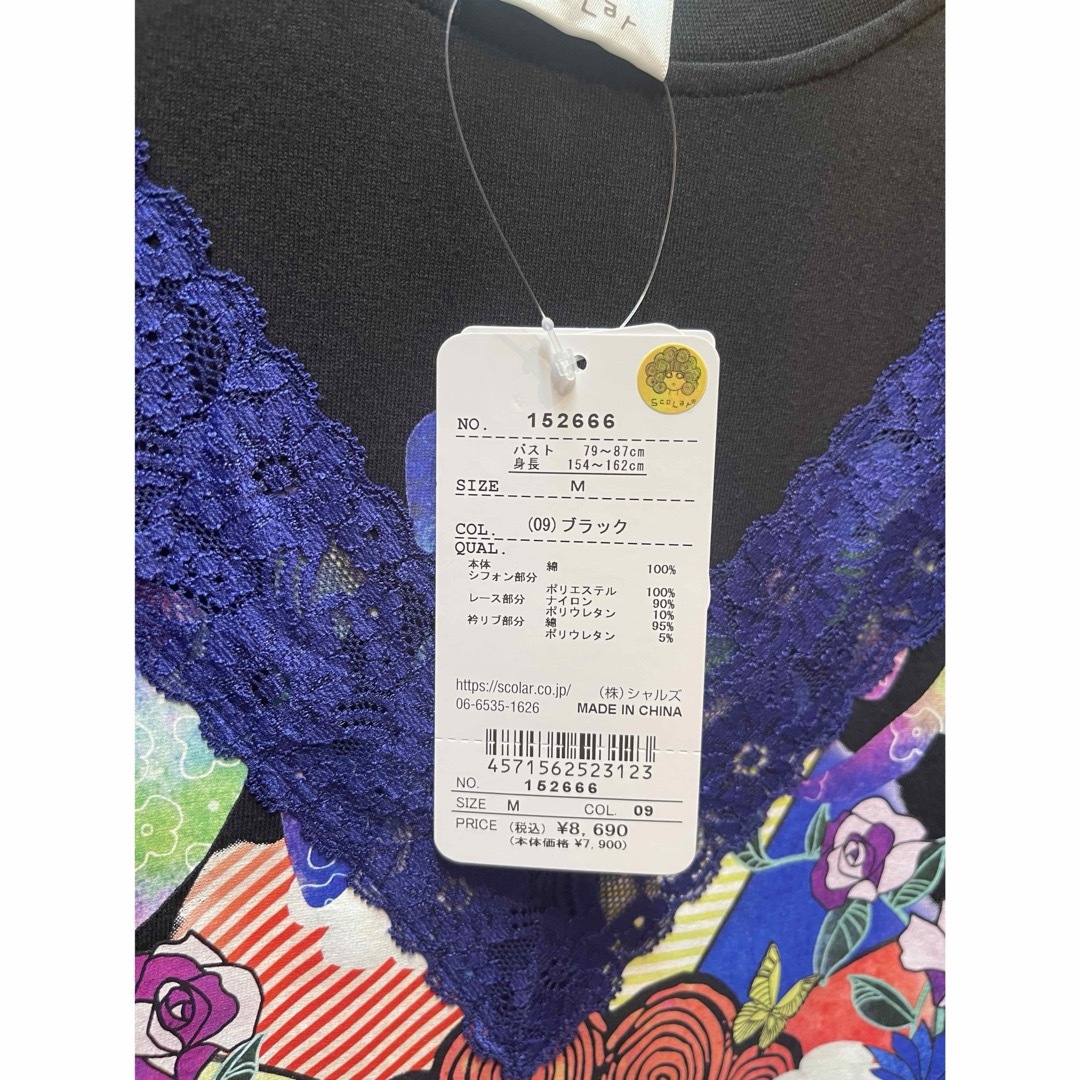 Lar
ScoLar®
NO. 152666
バスト 79～87cm
身長 154～162cm
SIZE M
COL. (09)ブラック
QUAL.
本体 綿 100%
シフォン部分
ポリエステル 100%
レース部分 ナイロン 90%
ポリウレタン 10%
衿リブ部分 綿 95%
ポリウレタン 5%
https://scolar.co.jp/ (株)シャルズ
06-6535-1626 MADE IN CHINA
4571562523123
NO. 152666
SIZE M COL. 09
PRICE (税込) ¥8,690
(本体価格 ¥7,900)